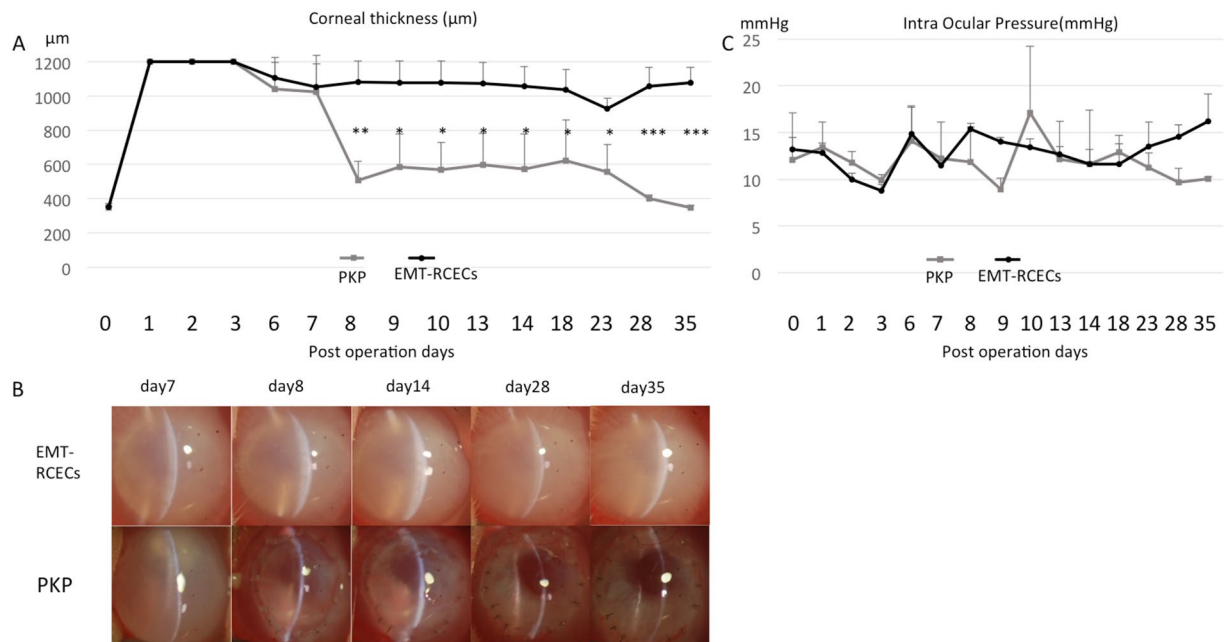 A
Corneal thickness (μm)
μm
1200
1000
800
600
400
200
0
** * * * * * * *** ***
PKP
EMT-RCECs
0 1 2 3 6 7 8 9 10 13 14 18 23 28 35
Post operation days
C
mmHg
Intra Ocular Pressure(mmHg)
25
20
15
10
5
0
PKP
EMT-RCECs
0 1 2 3 6 7 8 9 10 13 14 18 23 28 35
Post operation days
B
day7 day8 day14 day28 day35
EMT-
RCECs
PKP